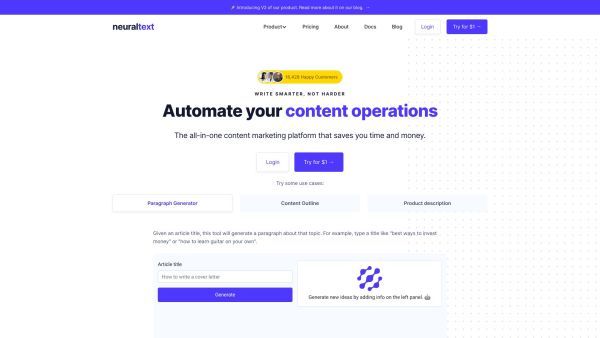 🎉 Introducing V2 of our product. Read more about it on our blog. →
neuraltext
Product Pricing About Docs Blog Login Try for $1 →
18,428 Happy Customers
WRITE SMARTER, NOT HARDER
Automate your content operations
The all-in-one content marketing platform that saves you time and money.
Login Try for $1 →
Try some use cases:
Paragraph Generator Content Outline Product description
Given an article title, this tool will generate a paragraph about that topic. For example, type a title like "best ways to invest
money" or "how to learn guitar on your own".
Article title
How to write a cover letter
Generate
Generate new ideas by adding info on the left panel. 🤖